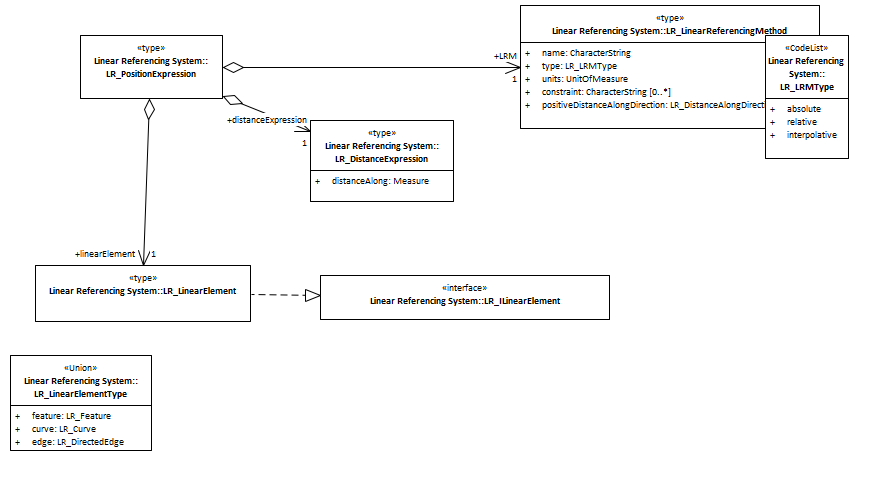 «type»
Linear Referencing System::
LR_PositionExpression
+LRM
1
«type»
Linear Referencing System::LR_LinearReferencingMethod
+ name: CharacterString
+ type: LR_LRMType
+ units: UnitOfMeasure
+ constraint: CharacterString [0..*]
+ positiveDistanceAlongDirection: LR_DistanceAlongDirecti
«CodeList»
Linear Referencing
System::
LR_LRMType
+ absolute
+ relative
+ interpolative
+distanceExpression
1
«type»
Linear Referencing System::
LR_DistanceExpression
+ distanceAlong: Measure
+linearElement
1
«type»
Linear Referencing System::LR_LinearElement
«interface»
Linear Referencing System::LR_ILinearElement
«Union»
Linear Referencing System::
LR_LinearElementType
+ feature: LR_Feature
+ curve: LR_Curve
+ edge: LR_DirectedEdge